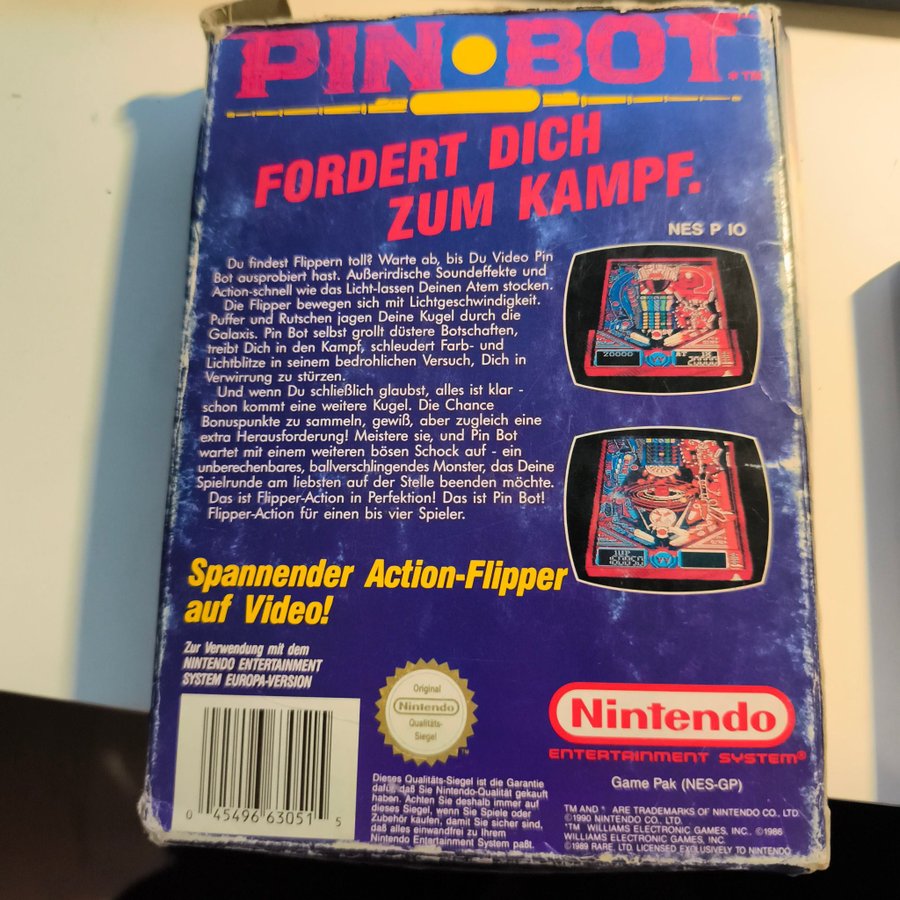 PIN•BOT*™
FORDERT DICH
ZUM KAMPF.
NES P IO
Du findest Flippern toll? Warte ab, bis Du Video Pin
Bot ausprobiert hast. Außerirdische Soundeffekte und
Action-schnell wie das Licht-lassen Deinen Atem stocken.
Die Flipper bewegen sich mit Lichtgeschwindigkeit.
Puffer und Rutschen jagen Deine Kugel durch die
Galaxis. Pin Bot selbst grollt düstere Botschaften,
treibt Dich in den Kampf, schleudert Farb- und
Lichtblitze in seinem bedrohlichen Versuch, Dich in
Verwirrung zu stürzen.
Und wenn Du schließlich glaubst, alles ist klar -
schon kommt eine weitere Kugel. Die Chance
Bonuspunkte zu sammeln, gewiß, aber zugleich eine
extra Herausforderung! Meistere sie, und Pin Bot
wartet mit einem weiteren bösen Schock auf - ein
unberechenbares, ballverschlingendes Monster, das Deine
Spielrunde am liebsten auf der Stelle beenden möchte.
Das ist Flipper-Action in Perfektion! Das ist Pin Bot!
Flipper-Action für einen bis vier Spieler.
20000
1UP
Spannender Action-Flipper
auf Video!
Zur Verwendung mit dem
NINTENDO ENTERTAINMENT
SYSTEM EUROPA-VERSION
0 45496 63051 5
Original
Nintendo
Qualitäts-
Siegel
™
Dieses Qualitäts-Siegel ist die Garantie
dafür, daß Sie Nintendo-Qualität gekauft
haben. Achten Sie deshalb immer auf
dieses Siegel, wenn Sie Spiele oder
Zubehör kaufen, damit Sie sicher sind,
daß alles einwandfrei zu Ihrem
Nintendo Entertainment System paßt.
Nintendo
ENTERTAINMENT SYSTEM®
Game Pak (NES-GP)
TM AND * ARE TRADEMARKS OF NINTENDO CO., LTD.
©1990 NINTENDO CO., LTD.
*TM WILLIAMS ELECTRONIC GAMES, INC., ©1986
WILLIAMS ELECTRONIC GAMES, INC.
©1989 RARE, LTD. LICENSED EXCLUSIVELY TO NINTENDO